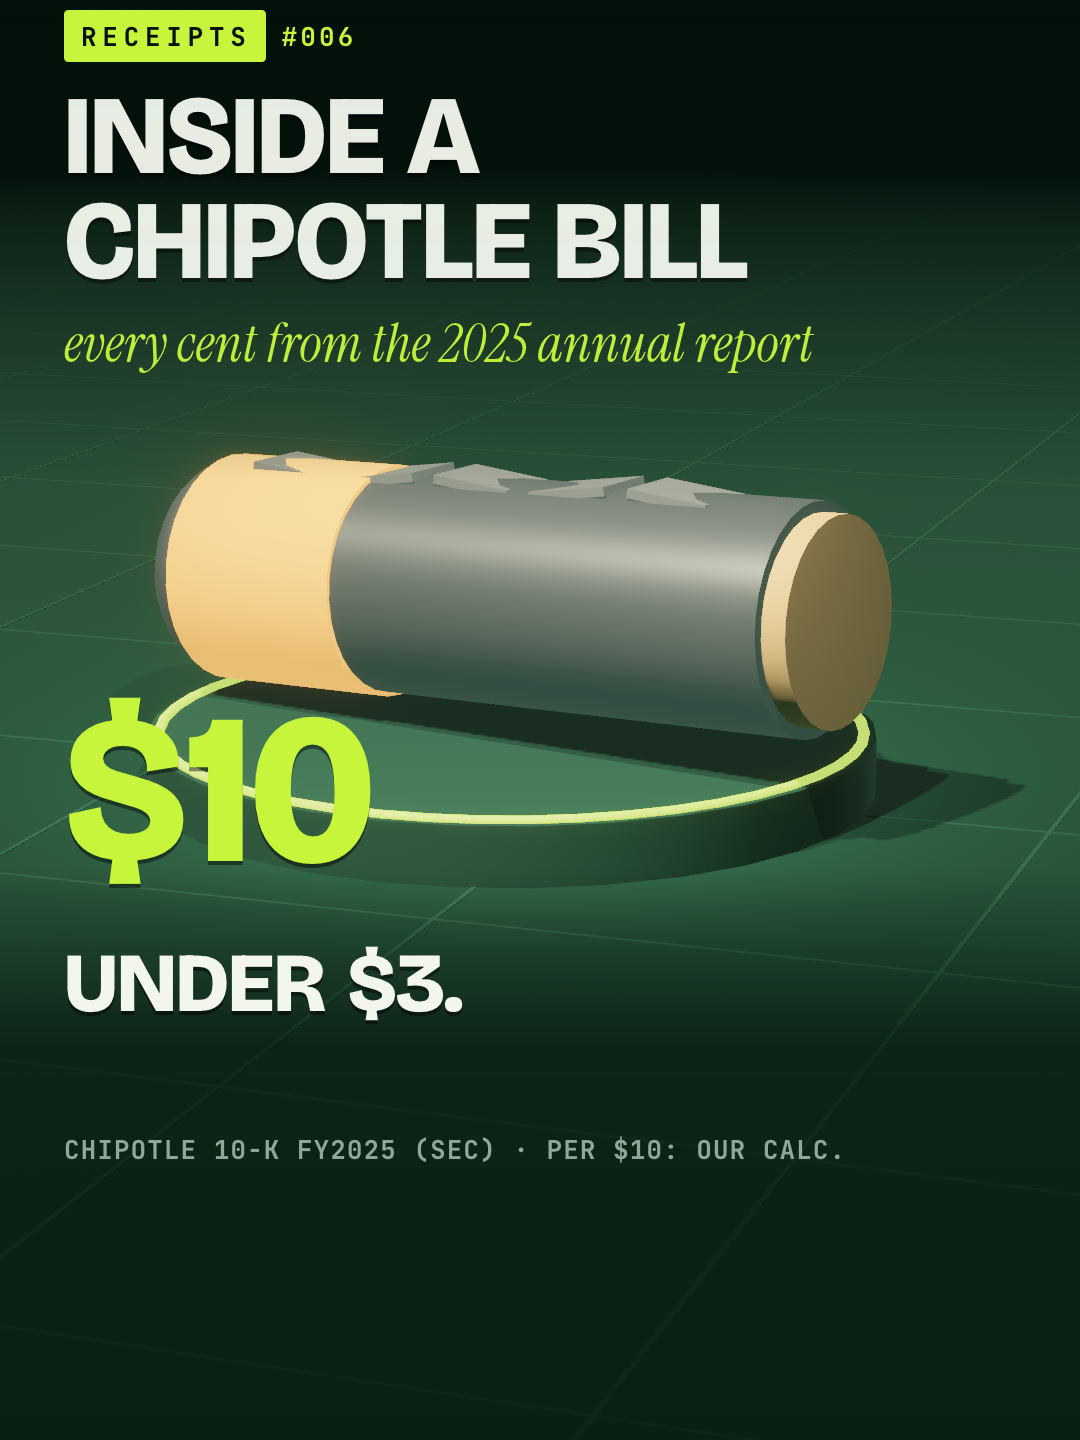 RECEIPTS #006
INSIDE A
CHIPOTLE BILL
every cent from the 2025 annual report
$10
UNDER $3.
CHIPOTLE 10-K FY2025 (SEC) · PER $10: OUR CALC.